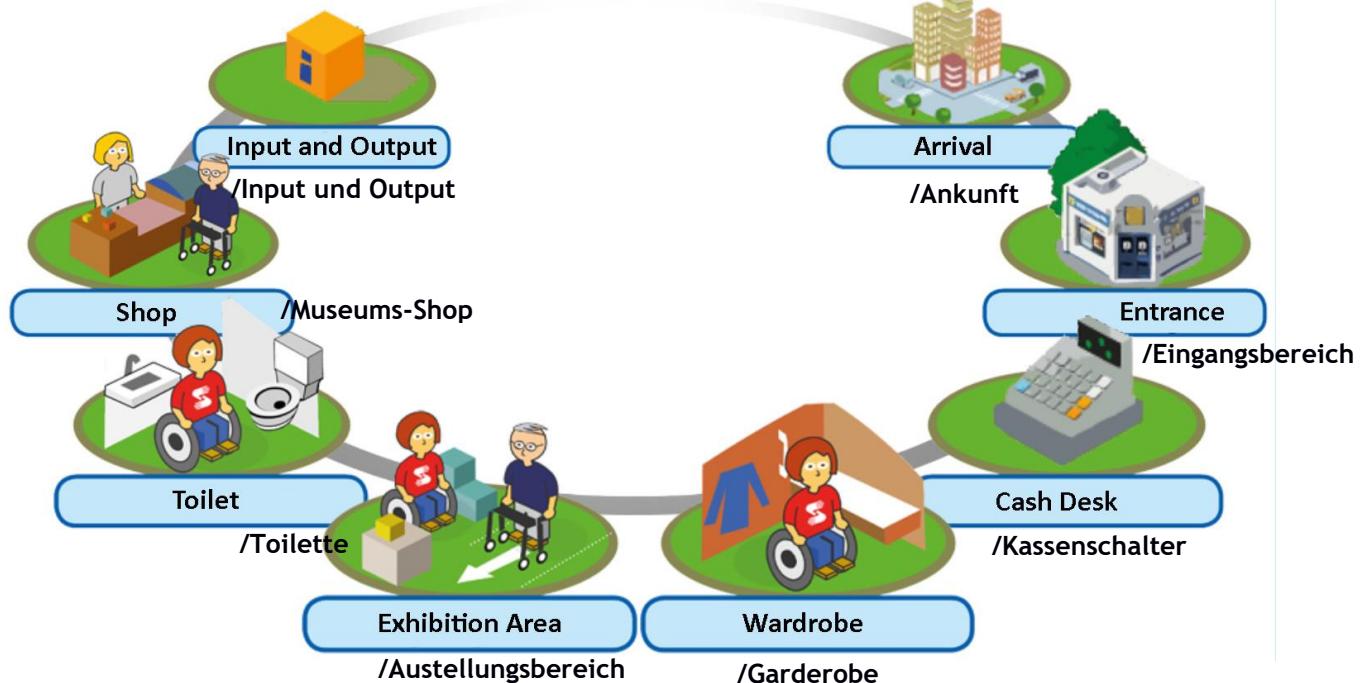 Input and Output
/Input und Output
Arrival
/Ankunft
Shop
/Museums-Shop
Entrance
/Eingangsbereich
Toilet
/Toilette
Cash Desk
/Kassenschalter
Exhibition Area
/Austellungsbereich
Wardrobe
/Garderobe